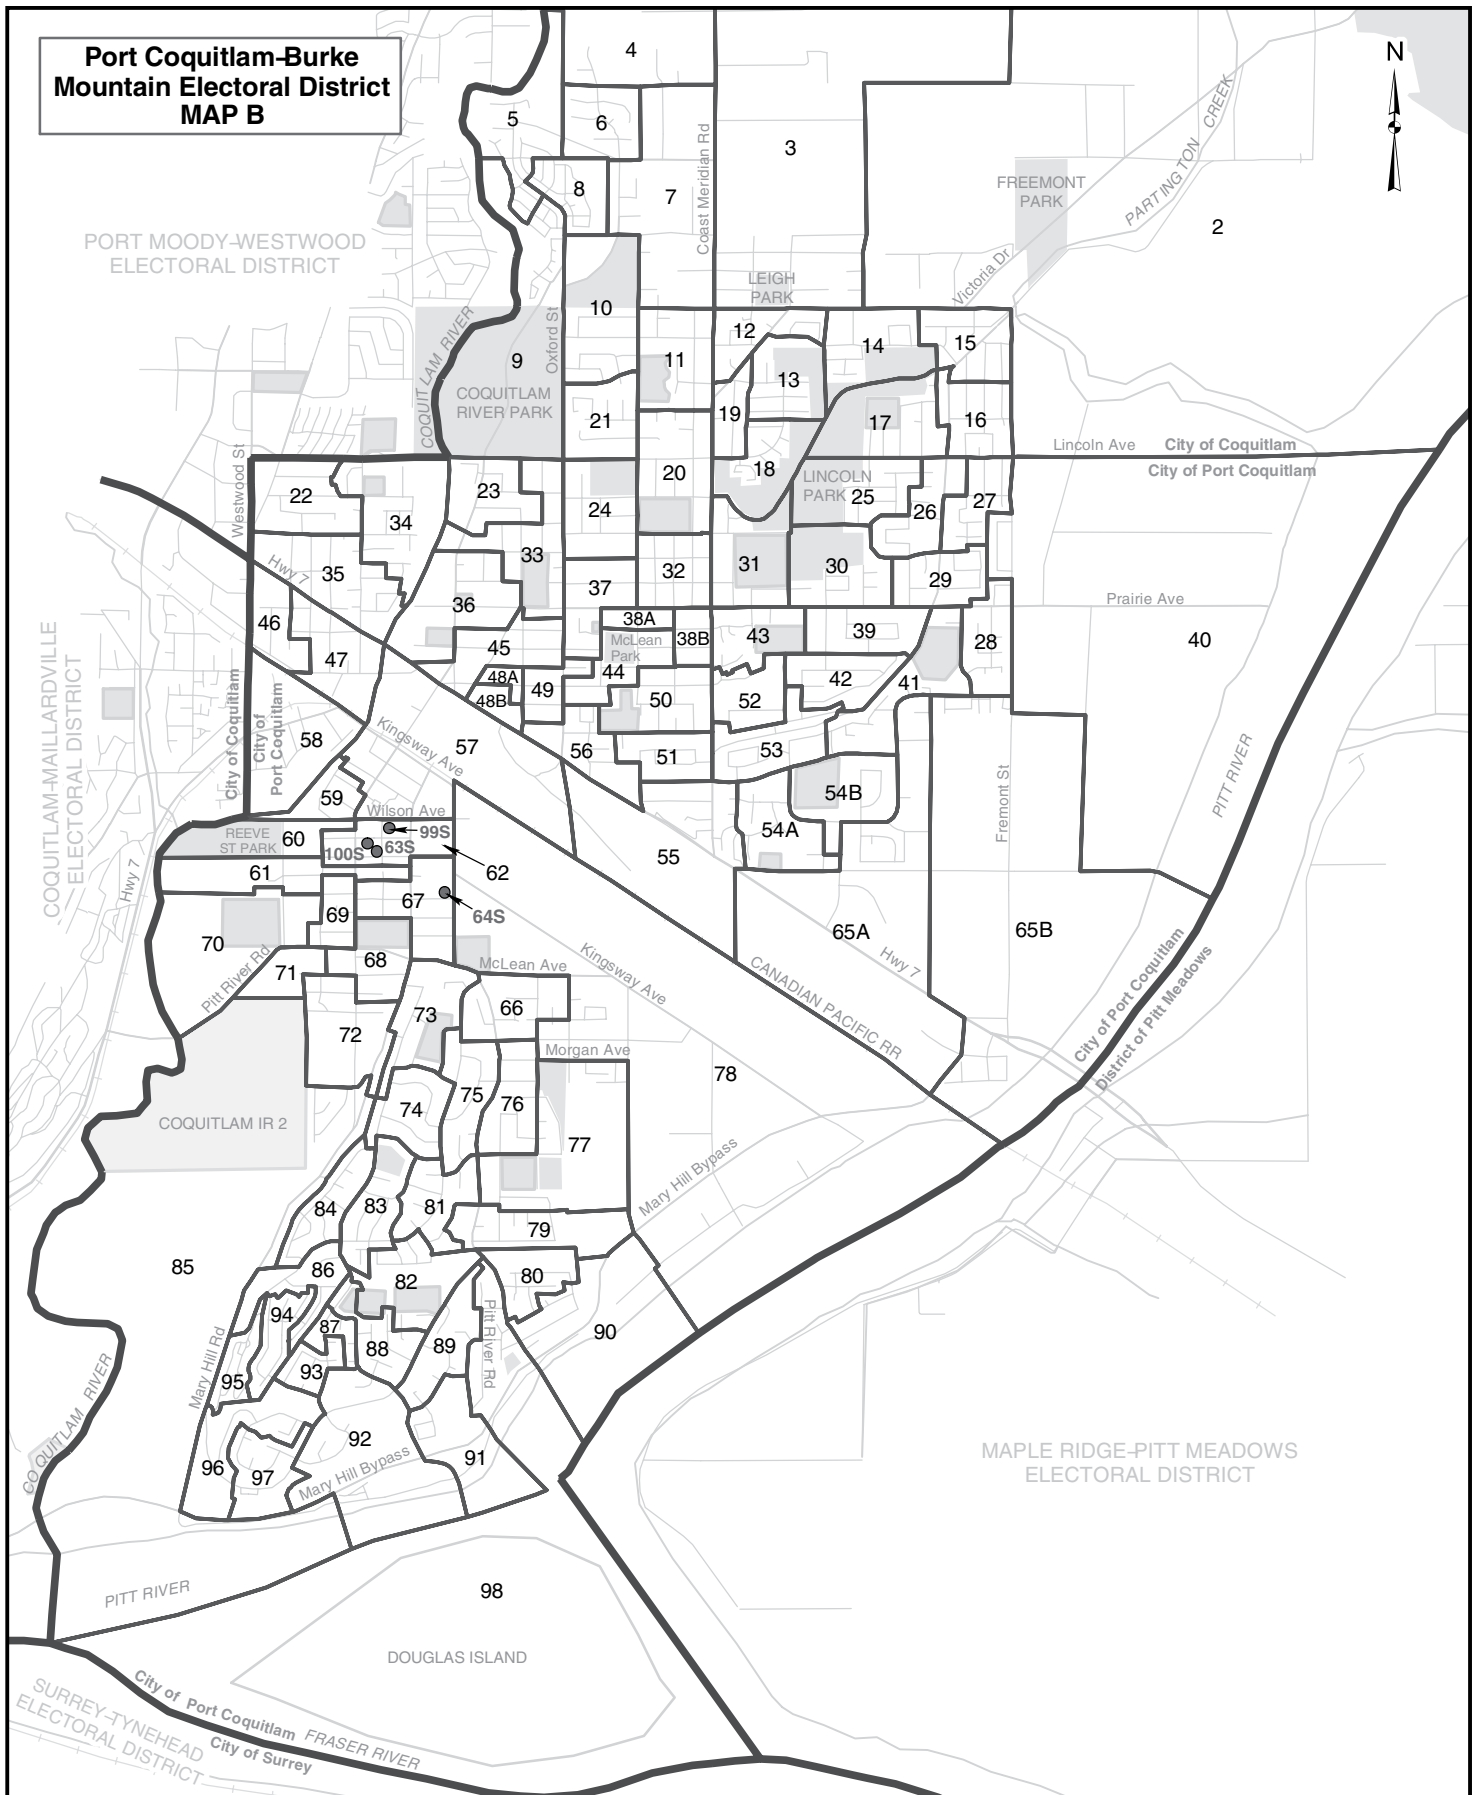 Port Coquitlam–Burke
Mountain Electoral District
MAP B
N
4
5
6
3
PARTINGTON CREEK
Coast Meridian Rd
8
7
FREEMONT
PARK
2
PORT MOODY–WESTWOOD
ELECTORAL DISTRICT
LEIGH
PARK
Victoria Dr
10
12
14
15
COQUITLAM RIVER
Oxford St
9
11
13
COQUITLAM
RIVER PARK
21
19
17
16
Westwood St
Lincoln Ave
City of Coquitlam
City of Port Coquitlam
20
18
LINCOLN
PARK
22
23
34
24
25
26
27
33
31
30
Hwy 7
35
32
29
37
36
Prairie Ave
46
38A
McLean
Park
38B
43
39
28
40
45
47
48A
48B
49
44
50
52
42
41
COQUITLAM-MAILLARDVILLE
ELECTORAL DISTRICT
City of Coquitlam
City of
Port Coquitlam
58
Kingsway Ave
57
56
51
53
PITT RIVER
Fremont St
59
54B
Wilson Ave
REEVE
ST PARK
60
99S
100S
63S
54A
Hwy 7
61
62
55
67
64S
69
70
65A
65B
Pitt River Rd
71
68
McLean Ave
Kingsway Ave
Hwy 7
CANADIAN PACIFIC RR
City of Port Coquitlam
District of Pitt Meadows
66
73
72
Morgan Ave
78
75
74
76
COQUITLAM IR 2
77
Mary Hill Bypass
84
83
81
79
85
86
82
80
94
87
Pitt River Rd
90
88
89
Mary Hill Rd
95
93
COQUITLAM RIVER
92
96
97
Mary Hill Bypass
91
MAPLE RIDGE–PITT MEADOWS
ELECTORAL DISTRICT
PITT RIVER
98
DOUGLAS ISLAND
SURREY–TYNEHEAD
ELECTORAL DISTRICT
City of Port Coquitlam
City of Surrey
FRASER RIVER